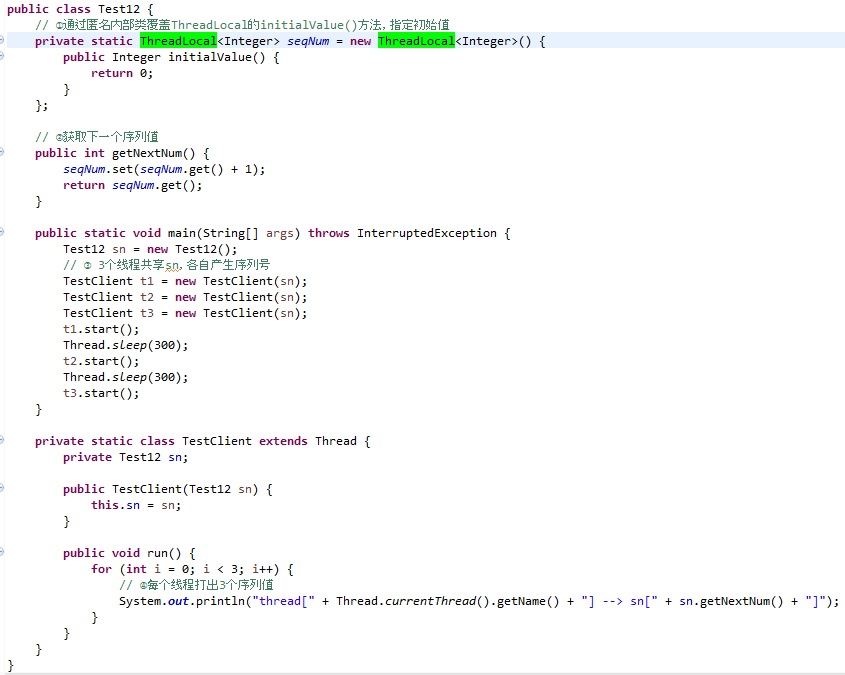 public class Test12 {
// ①通过匿名内部类覆盖ThreadLocal的initialValue()方法,指定初始值
private static ThreadLocal<Integer> seqNum = new ThreadLocal<Integer>() {
public Integer initialValue() {
return 0;
}
};
// 获取下一个序列值
public int getNextNum() {
seqNum.set(seqNum.get() + 1);
return seqNum.get();
}
public static void main(String[] args) throws InterruptedException {
Test12 sn = new Test12();
// 3个线程共享sn,各自产生序列号
TestClient t1 = new TestClient(sn);
TestClient t2 = new TestClient(sn);
TestClient t3 = new TestClient(sn);
t1.start();
Thread.sleep(300);
t2.start();
Thread.sleep(300);
t3.start();
}
private static class TestClient extends Thread {
private Test12 sn;
public TestClient(Test12 sn) {
this.sn = sn;
}
public void run() {
for (int i = 0; i < 3; i++) {
// 每个线程打出3个序列值
System.out.println("thread[" + Thread.currentThread().getName() + "] --> sn[" + sn.getNextNum() + "]");
}
}
}
}